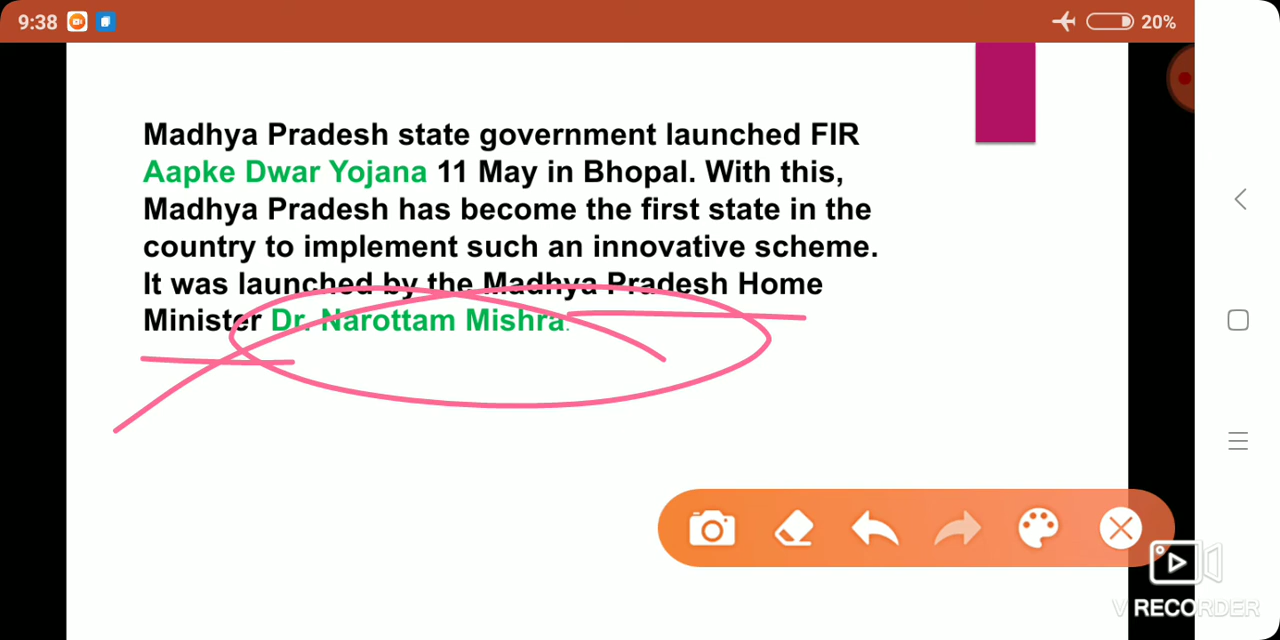 9:38
20%
Madhya Pradesh state government launched FIR
Aapke Dwar Yojana 11 May in Bhopal. With this,
Madhya Pradesh has become the first state in the
country to implement such an innovative scheme.
It was launched by the Madhya Pradesh Home
Minister Dr. Narottam Mishra.
V RECORDER